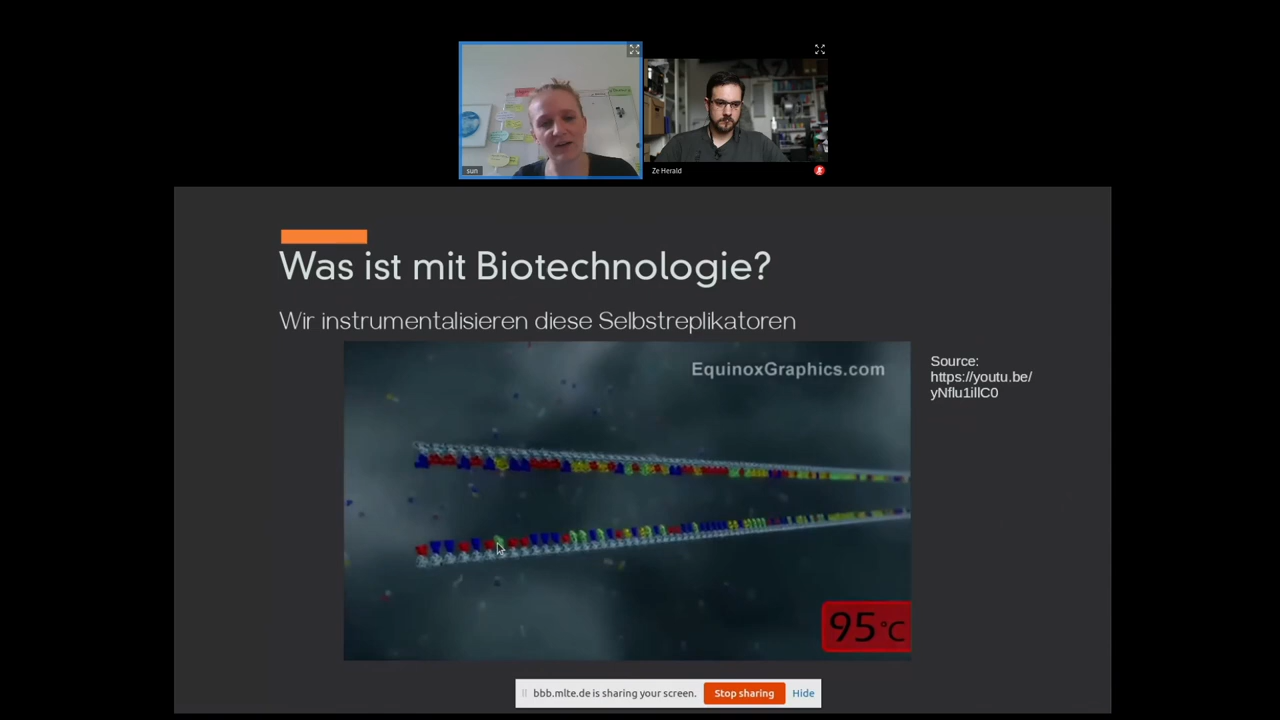 sun
Ze Herald
Was ist mit Biotechnologie?
Wir instrumentalisieren diese Selbstreplikatoren
EquinoxGraphics.com
Source:
https://youtu.be/
yNflu1illC0
95°C
bbb.mlte.de is sharing your screen.
Stop sharing
Hide